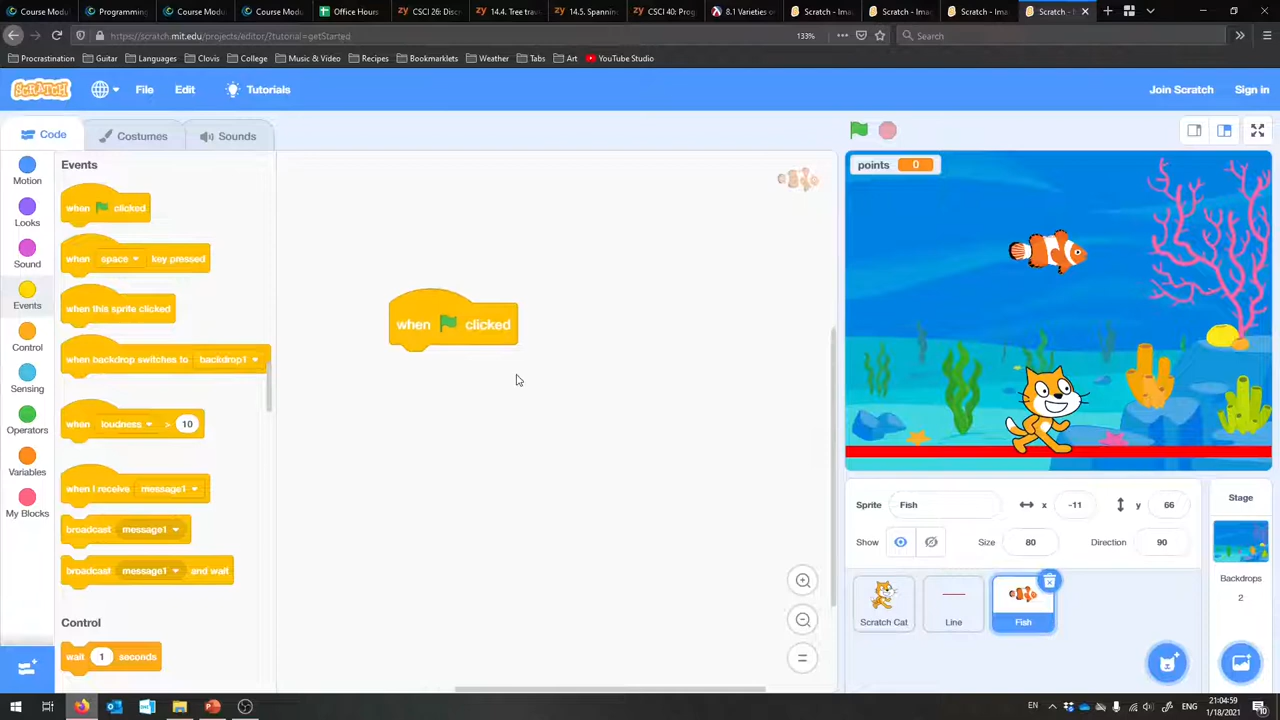 Course Modul
Programming
Course Modu
Course Modu
Office Hours
CSCI 26: Disc
14.4. Tree trav
14.5. Spannin
CSCI 40: Prog
8.1 Varieties o
Scratch - Ima
Scratch - Ima
Scratch - Ima
Scratch - I
https://scratch.mit.edu/projects/editor/?tutorial=getStarted
133%
Search
Procrastination
Guitar
Languages
Clovis
College
Music & Video
Recipes
Bookmarklets
Weather
Tabs
Art
YouTube Studio
SCRATCH
File
Edit
Tutorials
Join Scratch
Sign in
Code
Costumes
Sounds
Motion
Looks
Sound
Events
Control
Sensing
Operators
Variables
My Blocks
Events
when clicked
when space key pressed
when this sprite clicked
when backdrop switches to backdrop1
when loudness > 10
when I receive message1
broadcast message1
broadcast message1 and wait
Control
wait 1 seconds
when clicked
points 0
Sprite Fish
x -11
y 66
Show
Size 80
Direction 90
Scratch Cat
Line
Fish
Stage
Backdrops
2
EN
ENG
21:04:59
1/18/2021
10